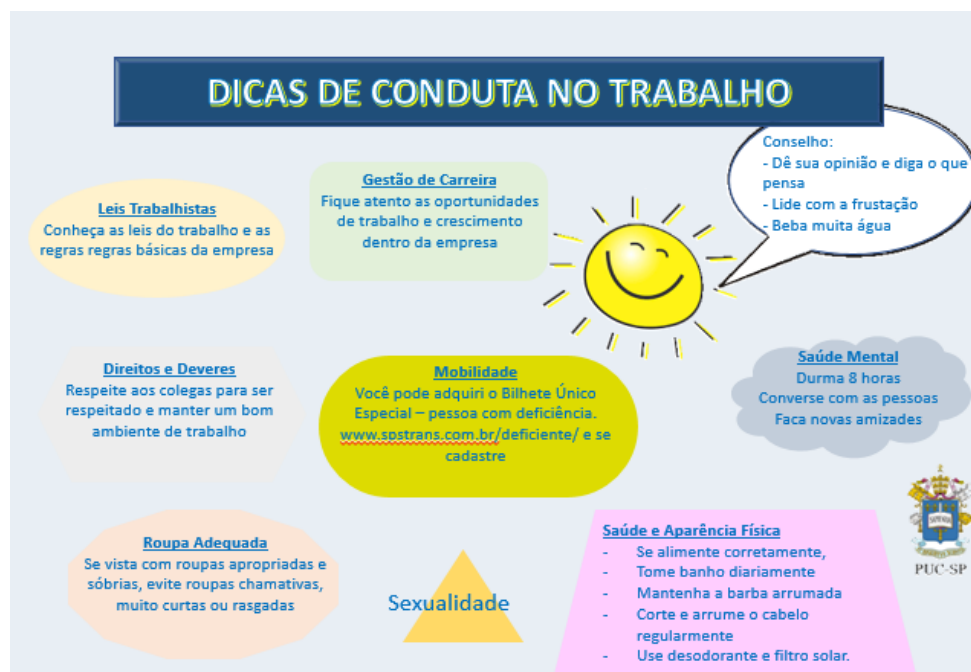 DICAS DE CONDUTA NO TRABALHO
Conselho:
- Dê sua opinião e diga o que
pensa
- Lide com a frustação
- Beba muita água
Gestão de Carreira
Fique atento as oportunidades
de trabalho e crescimento
dentro da empresa
Leis Trabalhistas
Conheça as leis do trabalho e as
regras regras básicas da empresa
Direitos e Deveres
Respeite aos colegas para ser
respeitado e manter um bom
ambiente de trabalho
Mobilidade
Você pode adquiri o Bilhete Único
Especial – pessoa com deficiência.
www.spstrans.com.br/deficiente/ e se
cadastre
Saúde Mental
Durma 8 horas
Converse com as pessoas
Faca novas amizades
Roupa Adequada
Se vista com roupas apropriadas e
sóbrias, evite roupas chamativas,
muito curtas ou rasgadas
Sexualidade
Saúde e Aparência Física
- Se alimente corretamente,
- Tome banho diariamente
- Mantenha a barba arrumada
- Corte e arrume o cabelo
regularmente
- Use desodorante e filtro solar.
PUC-SP